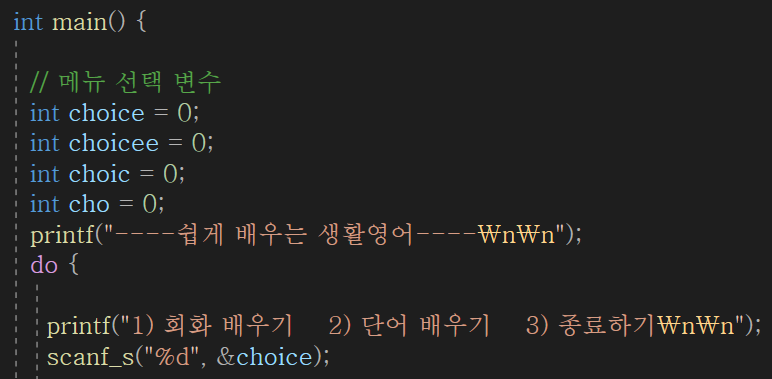 int main() {
// 메뉴 선택 변수
int choice = 0;
int choicee = 0;
int choic = 0;
int cho = 0;
printf("----쉽게 배우는 생활영어----₩n₩n");
do {
printf("1) 회화 배우기   2) 단어 배우기   3) 종료하기₩n₩n");
scanf_s("%d", &choice);